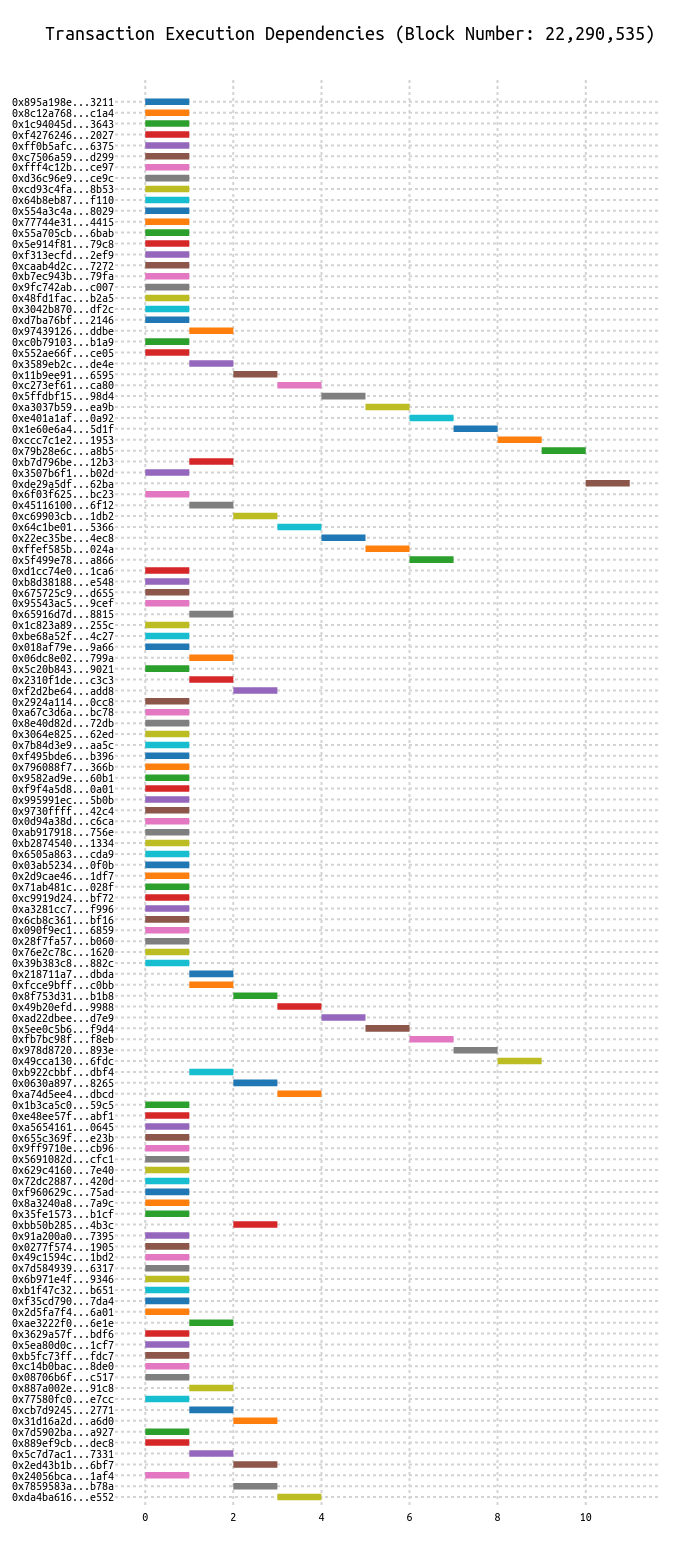 Transaction Execution Dependencies (Block Number: 22,290,535)
0x895a198e...3211
0x8c12a768...c1a4
0x1c94045d...3643
0xf4276246...2027
0xff0b5afc...6375
0xc7506a59...d299
0xfff4c12b...ce97
0xd36c96e9...ce9c
0xcd93c4fa...8b53
0x64b8eb87...f110
0x554a3c4a...8029
0x77744e31...4415
0x55a705cb...6bab
0x5e914f81...79c8
0xf313ecfd...2ef9
0xcaab4d2c...7272
0xb7ec943b...79fa
0x9fc742ab...c007
0x48fd1fac...b2a5
0x3042b870...df2c
0xd7ba76bf...2146
0x97439126...ddbe
0xc0b79103...b1a9
0x552ae66f...ce05
0x3589eb2c...de4e
0x11b9ee91...6595
0xc273ef61...ca80
0x5ffdbf15...98d4
0xa3037b59...ea9b
0xe401a1af...0a92
0x1e60e6a4...5d1f
0xccc7c1e2...1953
0x79b28e6c...a8b5
0xb7d796be...12b3
0x3507b6f1...b02d
0xde29a5df...62ba
0x6f03f625...bc23
0x45116100...6f12
0xc69903cb...1db2
0x64c1be01...5366
0x22ec35be...4ec8
0xffef585b...024a
0x5f499e78...a866
0xd1cc74e0...1ca6
0xb8d38188...e548
0x675725c9...d655
0x95543ac5...9cef
0x65916d7d...8815
0x1c823a89...255c
0xbe68a52f...4c27
0x018af79e...9a66
0x06dc8e02...799a
0x5c20b843...9021
0x2310f1de...c3c3
0xf2d2be64...add8
0x2924a114...0cc8
0xa67c3d6a...bc78
0x8e40d82d...72db
0x3064e825...62ed
0x7b84d3e9...aa5c
0xf495bde6...b396
0x796088f7...366b
0x9582ad9e...60b1
0xf9f4a5d8...0a01
0x995991ec...5b0b
0x9730ffff...42c4
0x0d94a38d...c6ca
0xab917918...756e
0xb2874540...1334
0x6505a863...cda9
0x03ab5234...0f0b
0x2d9cae46...1df7
0x71ab481c...028f
0xc9919d24...bf72
0xa3281cc7...f996
0x6cb8c361...bf16
0x090f9ec1...6859
0x28f7fa57...b060
0x76e2c78c...1620
0x39b383c8...882c
0x218711a7...dbda
0xfcce9bff...c0bb
0x8f753d31...b1b8
0x49b20efd...9988
0xad22dbee...d7e9
0x5ee0c5b6...f9d4
0xfb7bc98f...f8eb
0x978d8720...893e
0x49cca130...6fdc
0xb922cbbf...dbf4
0x0630a897...8265
0xa74d5ee4...dbcd
0x1b3ca5c0...59c5
0xe48ee57f...abf1
0xa5654161...0645
0x655c369f...e23b
0x9ff9710e...cb96
0x5691082d...cfc1
0x629c4160...7e40
0x72dc2887...420d
0xf960629c...75ad
0x8a3240a8...7a9c
0x35fe1573...b1cf
0xbb50b285...4b3c
0x91a200a0...7395
0x0277f574...1905
0x49c1594c...1bd2
0x7d584939...6317
0x6b971e4f...9346
0xb1f47c32...b651
0xf35cd790...7da4
0x2d5fa7f4...6a01
0xae3222f0...6e1e
0x3629a57f...bdf6
0x5ea80d0c...1cf7
0xb5fc73ff...fdc7
0xc14b0bac...8de0
0x08706b6f...c517
0x887a002e...91c8
0x77580fc0...e7cc
0xcb7d9245...2771
0x31d16a2d...a6d0
0x7d5902ba...a927
0x889ef9cb...dec8
0x5c7d7ac1...7331
0x2ed43b1b...6bf7
0x24056bca...1af4
0x7859583a...b78a
0xda4ba616...e552
0 2 4 6 8 10